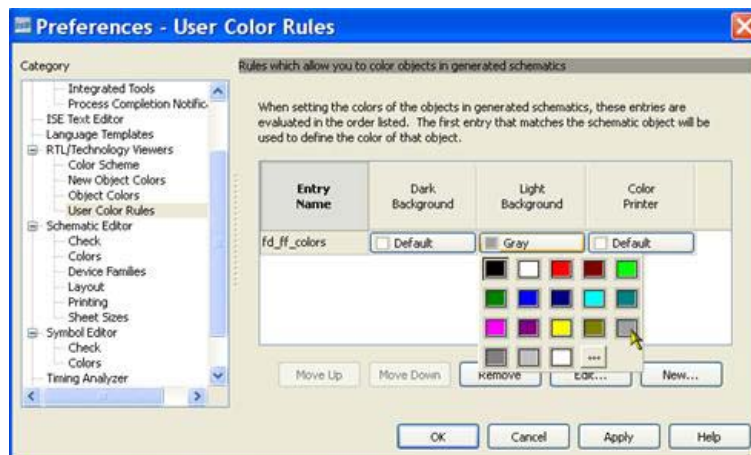 Preferences - User Color Rules
Category
Rules which allow you to color objects in generated schematics
Integrated Tools
Process Completion Notific
ISE Text Editor
Language Templates
RTL/Technology Viewers
Color Scheme
New Object Colors
Object Colors
User Color Rules
Schematic Editor
Check
Colors
Device Families
Layout
Printing
Sheet Sizes
Symbol Editor
Check
Colors
Timing Analyzer
When setting the colors of the objects in generated schematics, these entries are
evaluated in the order listed. The first entry that matches the schematic object will be
used to define the color of that object.
Entry Name
Dark Background
Light Background
Color Printer
fd_ff_colors
Default
Gray
Default
...
Move Up
Move Down
Remove
Edit...
New...
OK
Cancel
Apply
Help